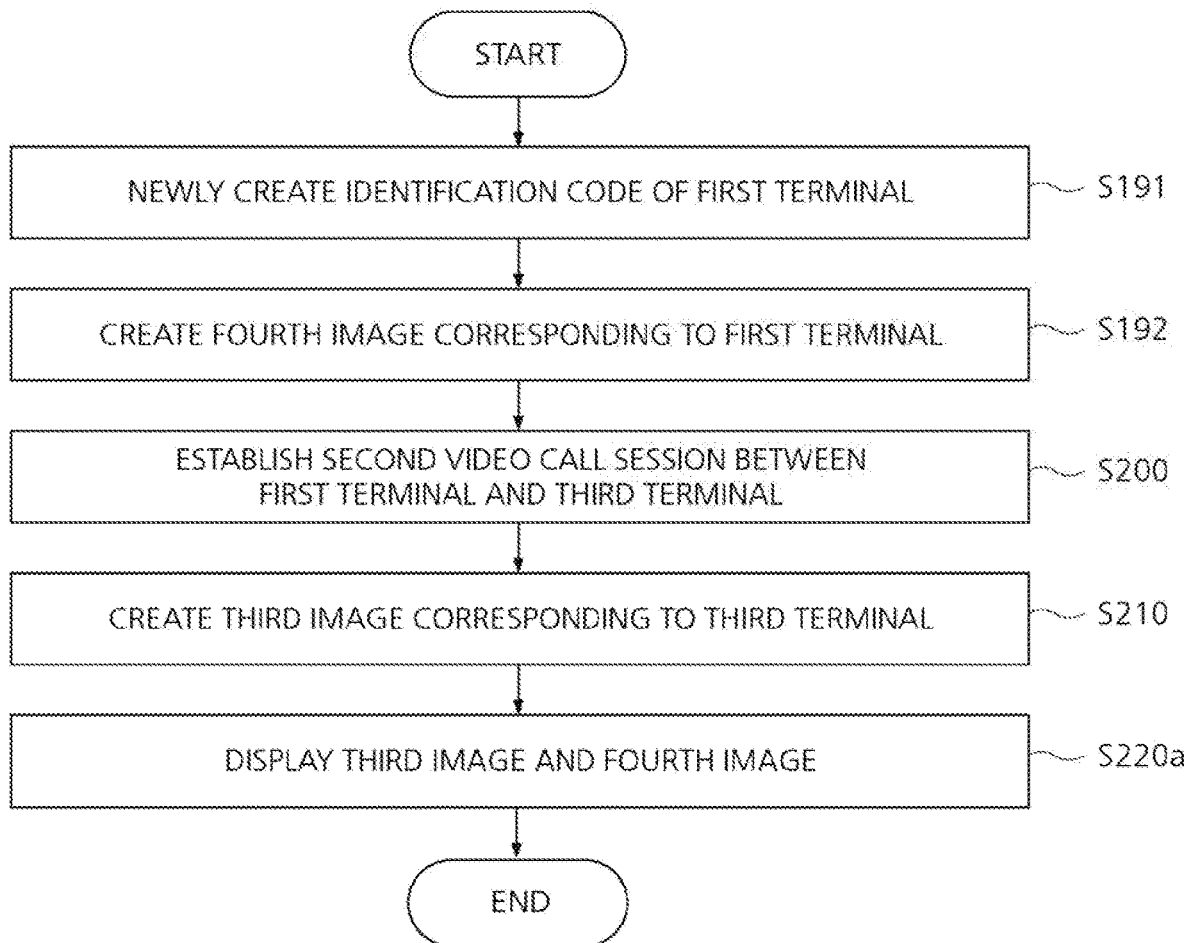 START
NEWLY CREATE IDENTIFICATION CODE OF FIRST TERMINAL
S191
CREATE FOURTH IMAGE CORRESPONDING TO FIRST TERMINAL
S192
ESTABLISH SECOND VIDEO CALL SESSION BETWEEN
FIRST TERMINAL AND THIRD TERMINAL
S200
CREATE THIRD IMAGE CORRESPONDING TO THIRD TERMINAL
S210
DISPLAY THIRD IMAGE AND FOURTH IMAGE
S220a
END